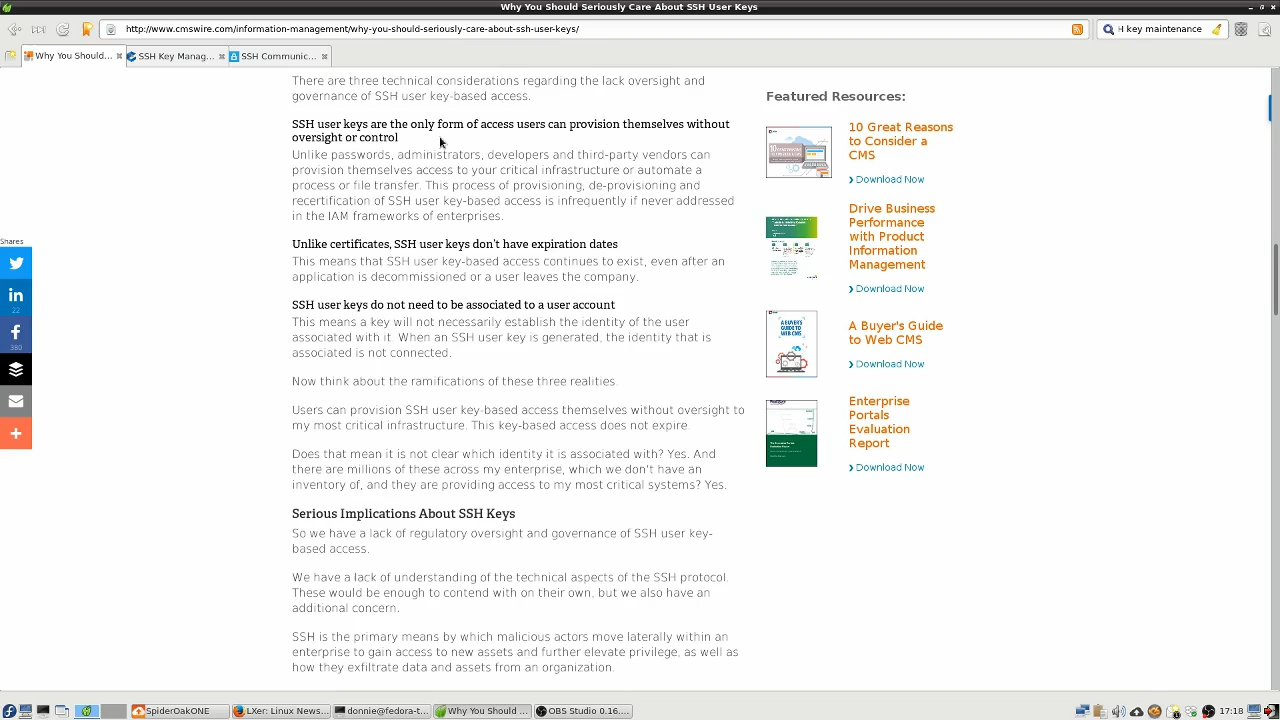 Why You Should Seriously Care About SSH User Keys
http://www.cmswire.com/information-management/why-you-should-seriously-care-about-ssh-user-keys/
key maintenance
Why You Should...
SSH Key Manag...
SSH Communic...
There are three technical considerations regarding the lack oversight and
governance of SSH user key-based access.
SSH user keys are the only form of access users can provision themselves without
oversight or control
Unlike passwords, administrators, developers and third-party vendors can
provision themselves access to your critical infrastructure or automate a
process or file transfer. This process of provisioning, de-provisioning and
recertification of SSH user key-based access is infrequently if never addressed
in the IAM frameworks of enterprises.
Unlike certificates, SSH user keys don't have expiration dates
This means that SSH user key-based access continues to exist, even after an
application is decommissioned or a user leaves the company.
SSH user keys do not need to be associated to a user account
This means a key will not necessarily establish the identity of the user
associated with it. When an SSH user key is generated, the identity that is
associated is not connected.
Now think about the ramifications of these three realities.
Users can provision SSH user key-based access themselves without oversight to
my most critical infrastructure. This key-based access does not expire.
Does that mean it is not clear which identity it is associated with? Yes. And
there are millions of these across my enterprise, which we don't have an
inventory of, and they are providing access to my most critical systems? Yes.
Serious Implications About SSH Keys
So we have a lack of regulatory oversight and governance of SSH user key-
based access.
We have a lack of understanding of the technical aspects of the SSH protocol.
These would be enough to contend with on their own, but we also have an
additional concern.
SSH is the primary means by which malicious actors move laterally within an
enterprise to gain access to new assets and further elevate privilege, as well as
how they exfiltrate data and assets from an organization.
Shares
22
380
Featured Resources:
10 Great Reasons
to Consider a
CMS
Download Now
Drive Business
Performance
with Product
Information
Management
Download Now
A BUYER'S
GUIDE TO
WEB CMS
A Buyer's Guide
to Web CMS
Download Now
Enterprise
Portals
Evaluation
Report
Download Now
SpiderOakONE
LXer: Linux News...
donnie@fedora-t...
Why You Should ...
OBS Studio 0.16....
17:18